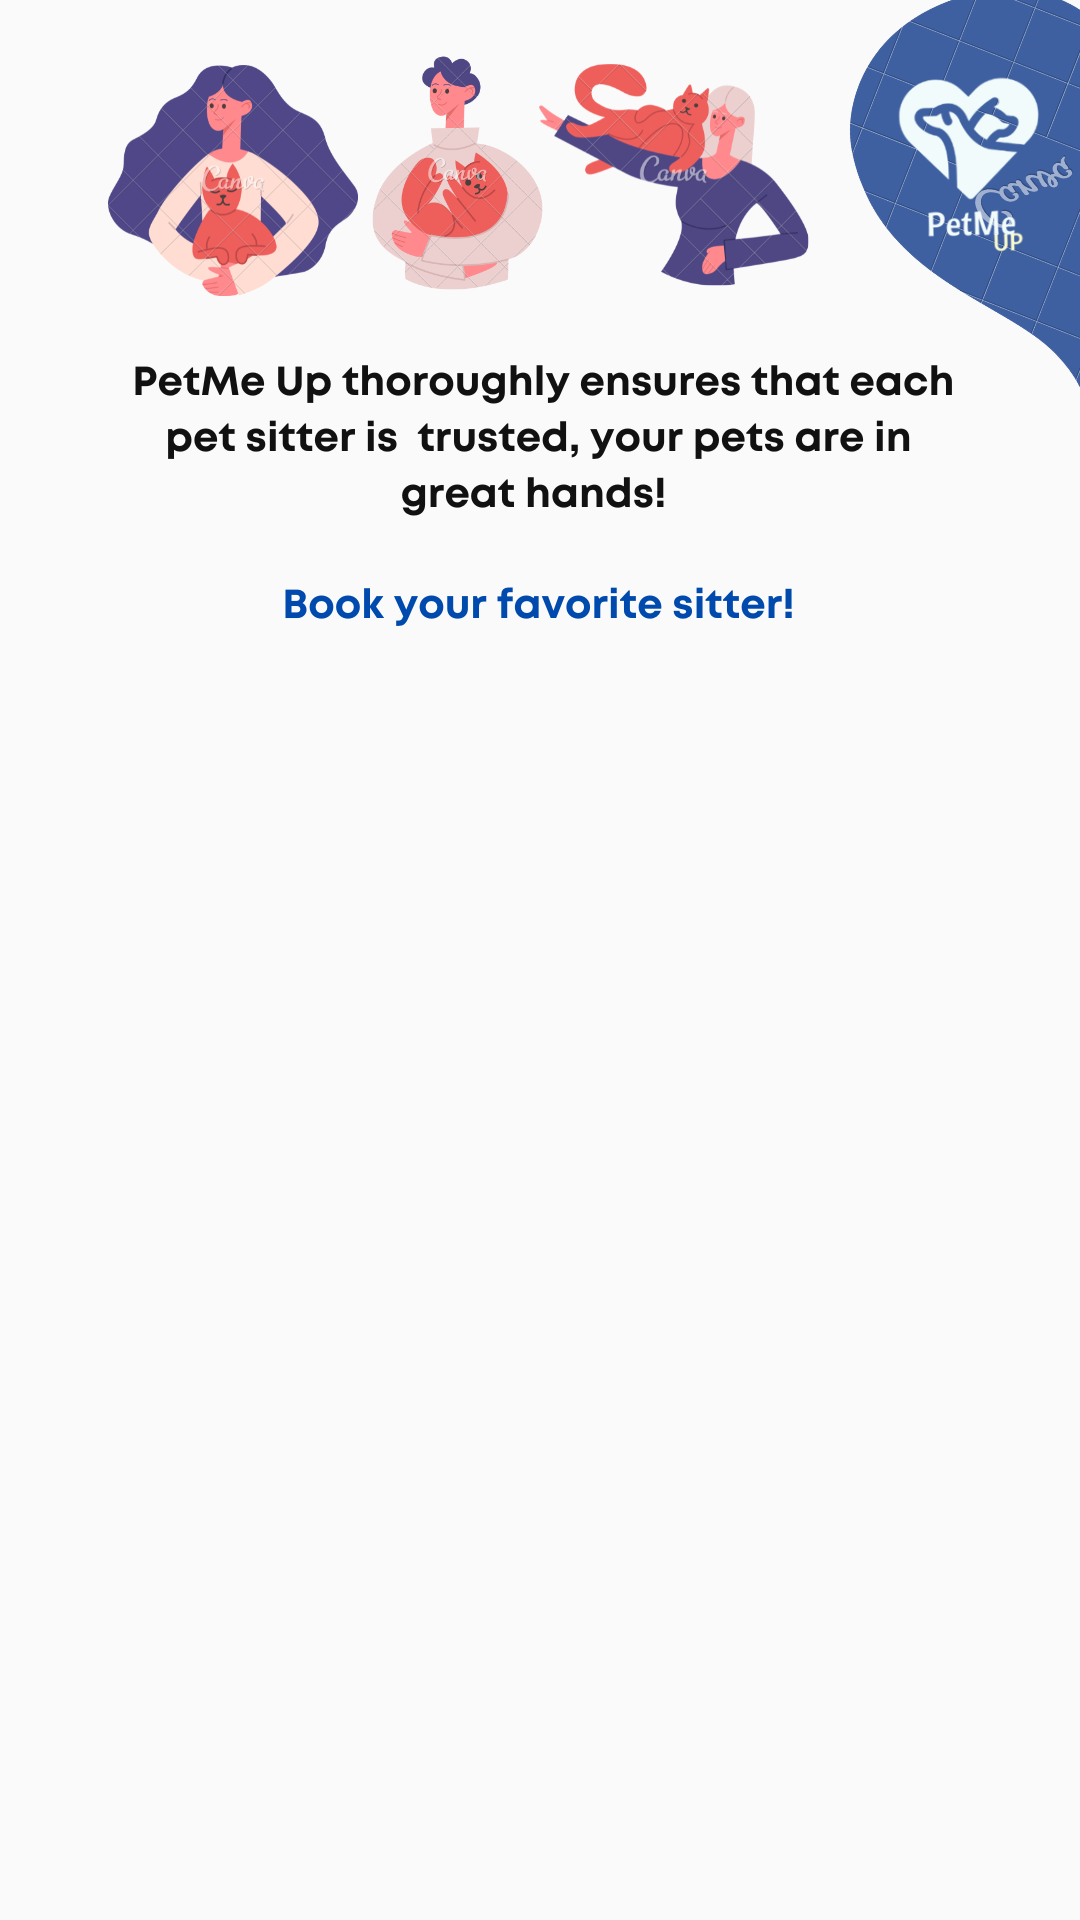 Canva
Canva
Canva
Canva
PetMe
UP
PetMe Up thoroughly ensures that each
pet sitter is  trusted, your pets are in
great hands!
Book your favorite sitter!